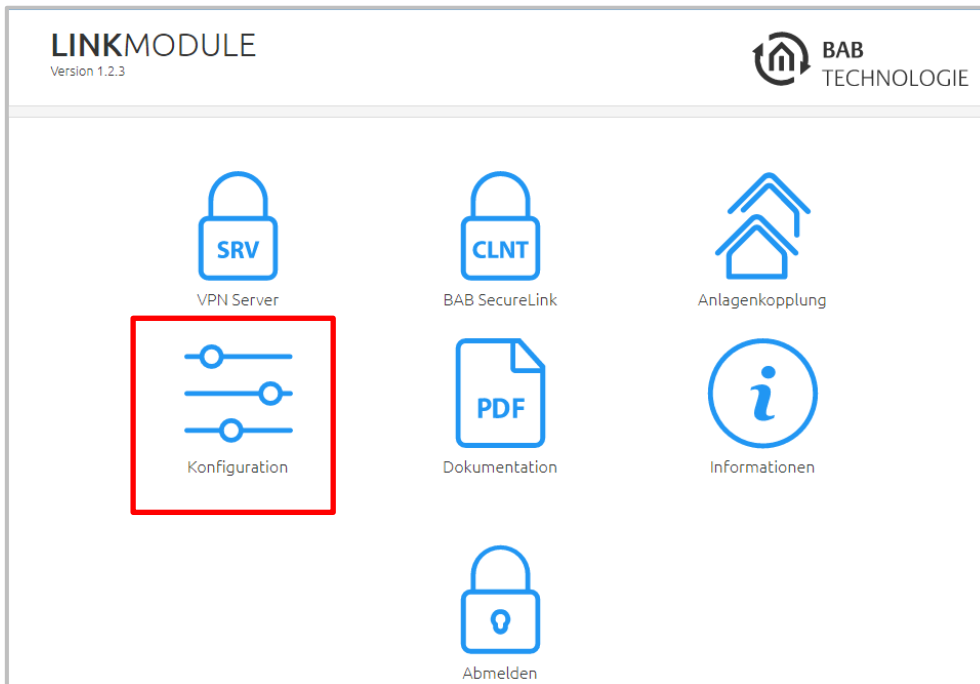 LINKMODULE
Version 1.2.3
BAB
TECHNOLOGIE
SRV
VPN Server
CLNT
BAB SecureLink
Anlagenkopplung
Konfiguration
PDF
Dokumentation
i
Informationen
Abmelden